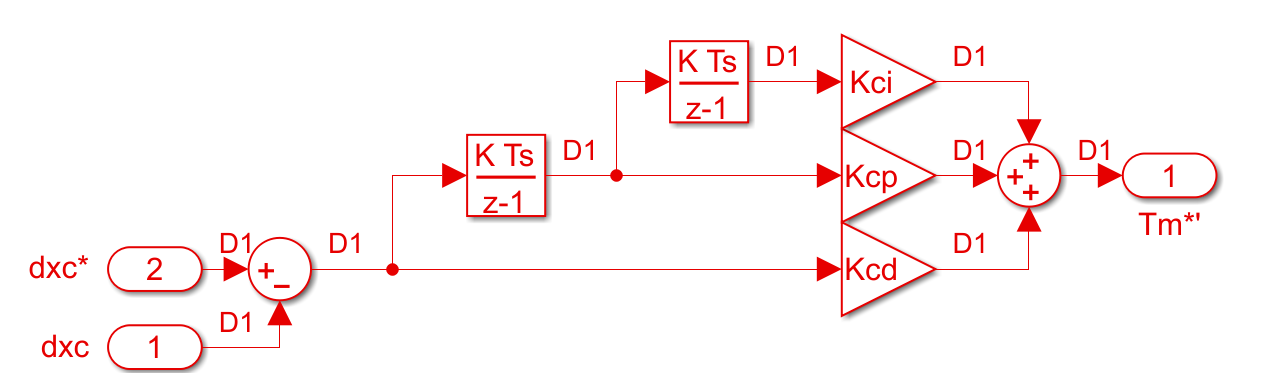 K Ts
z-1
D1
Kci
D1
K Ts
z-1
D1
Kcp
D1
+
+
+
D1
1
Tm*'
dxc*
2
D1
+
−
D1
Kcd
D1
dxc
1
D1